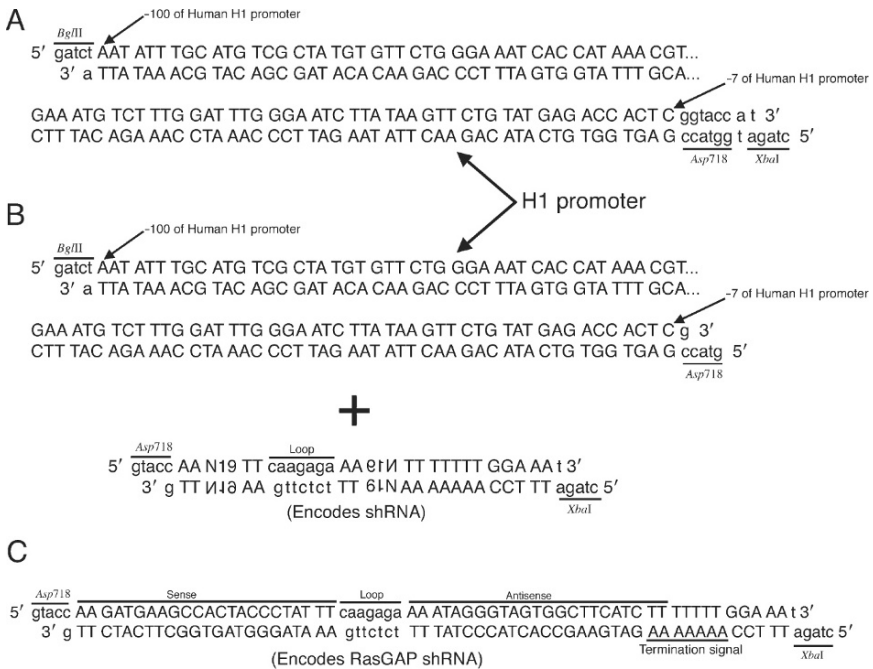 A
BglII
–100 of Human H1 promoter
5′ gatct AAT ATT TGC ATG TCG CTA TGT GTT CTG GGA AAT CAC CAT AAA CGT...
3′ a TTA TAA ACG TAC AGC GAT ACA CAA GAC CCT TTA GTG GTA TTT GCA...
–7 of Human H1 promoter
GAA ATG TCT TTG GAT TTG GGA ATC TTA TAA GTT CTG TAT GAG ACC ACT C ggtacc a t 3′
CTT TAC AGA AAC CTA AAC CCT TAG AAT ATT CAA GAC ATA CTG TGG TGA G ccatgg t agatc 5′
Asp718 XbaI
H1 promoter
B
BglII
–100 of Human H1 promoter
5′ gatct AAT ATT TGC ATG TCG CTA TGT GTT CTG GGA AAT CAC CAT AAA CGT...
3′ a TTA TAA ACG TAC AGC GAT ACA CAA GAC CCT TTA GTG GTA TTT GCA...
–7 of Human H1 promoter
GAA ATG TCT TTG GAT TTG GGA ATC TTA TAA GTT CTG TAT GAG ACC ACT C g 3′
CTT TAC AGA AAC CTA AAC CCT TAG AAT ATT CAA GAC ATA CTG TGG TGA G ccatg 5′
Asp718
+
Asp718 Loop
5′ gtacc AA N19 TT caagaga AA N19 TT TTTTTT GGA AA t 3′
3′ g TT N19 AA gttctct TT N19 AA AAAAAA CCT TT agatc 5′
(Encodes shRNA) XbaI
C
Asp718 Sense Loop Antisense
5′ gtacc AA GATGAAGCCACTACCCTATT TT caagaga AA AATAGGGTAGTGGCTTCATC TT TTTTTT GGA AA t 3′
3′ g TT CTACTTCGGTGATGGGATAA AA gttctct TT TTATCCCATCACCGAAGTAG AA AAAAAA CCT TT agatc 5′
(Encodes RasGAP shRNA) Termination signal XbaI